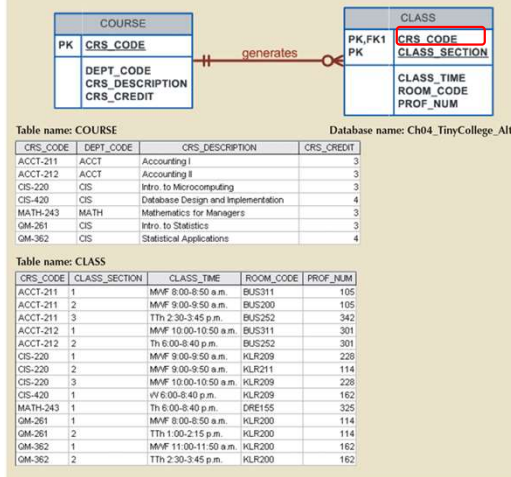 COURSE
PK CRS_CODE
DEPT_CODE
CRS_DESCRIPTION
CRS_CREDIT
generates
CLASS
PK,FK1 CRS_CODE
PK CLASS_SECTION
CLASS_TIME
ROOM_CODE
PROF_NUM
Table name: COURSE Database name: Ch04_TinyCollege_Alt
CRS_CODE DEPT_CODE CRS_DESCRIPTION CRS_CREDIT
ACCT-211 ACCT Accounting I 3
ACCT-212 ACCT Accounting II 3
CIS-220 CIS Intro. to Microcomputing 3
CIS-420 CIS Database Design and Implementation 4
MATH-243 MATH Mathematics for Managers 3
QM-261 CIS Intro. to Statistics 3
QM-362 CIS Statistical Applications 4
Table name: CLASS
CRS_CODE CLASS_SECTION CLASS_TIME ROOM_CODE PROF_NUM
ACCT-211 1 MWF 8:00-8:50 a.m. BUS311 105
ACCT-211 2 MWF 9:00-9:50 a.m. BUS200 105
ACCT-211 3 TTh 2:30-3:45 p.m. BUS252 342
ACCT-212 1 MWF 10:00-10:50 a.m. BUS311 301
ACCT-212 2 Th 6:00-8:40 p.m. BUS252 301
CIS-220 1 MWF 9:00-9:50 a.m. KLR209 228
CIS-220 2 MWF 9:00-9:50 a.m. KLR211 114
CIS-220 3 MWF 10:00-10:50 a.m. KLR209 228
CIS-420 1 W 6:00-8:40 p.m. KLR209 162
MATH-243 1 Th 6:00-8:40 p.m. DRE155 325
QM-261 1 MWF 8:00-8:50 a.m. KLR200 114
QM-261 2 TTh 1:00-2:15 p.m. KLR200 114
QM-362 1 MWF 11:00-11:50 a.m. KLR200 162
QM-362 2 TTh 2:30-3:45 p.m. KLR200 162